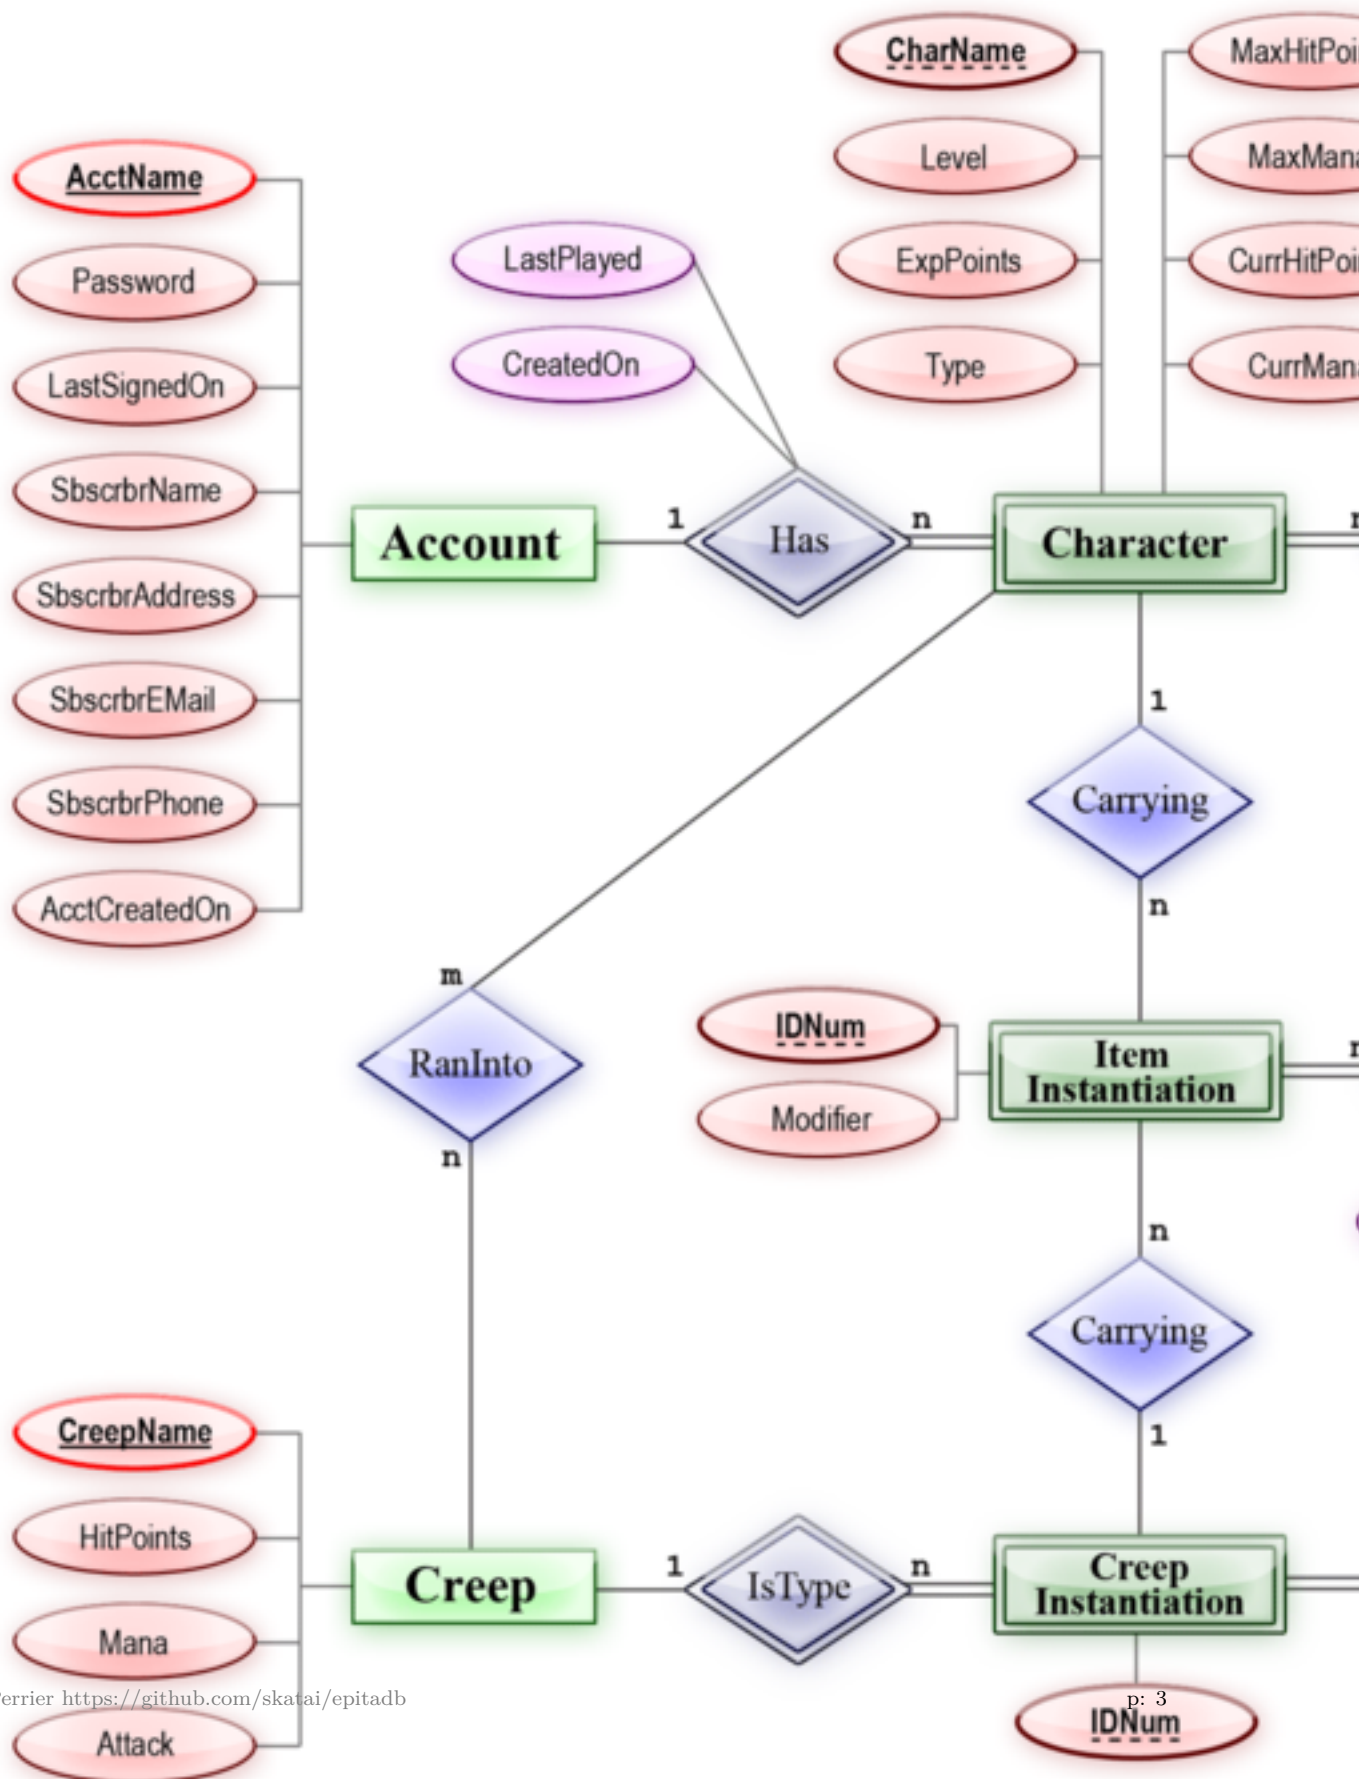 CharName
MaxHitPoi
AcctName
Level
MaxMana
Password
LastPlayed
ExpPoints
CurrHitPoi
CreatedOn
Type
CurrMana
LastSignedOn
SbscrbrName
Account
1
Has
n
Character
SbscrbrAddress
SbscrbrEMail
1
SbscrbrPhone
Carrying
AcctCreatedOn
n
m
RanInto
IDNum
Item
Instantiation
Modifier
n
n
Carrying
CreepName
1
HitPoints
Creep
1
IsType
n
Creep
Instantiation
Mana
errier https://github.com/skatai/epitadb
p: 3
IDNum
Attack